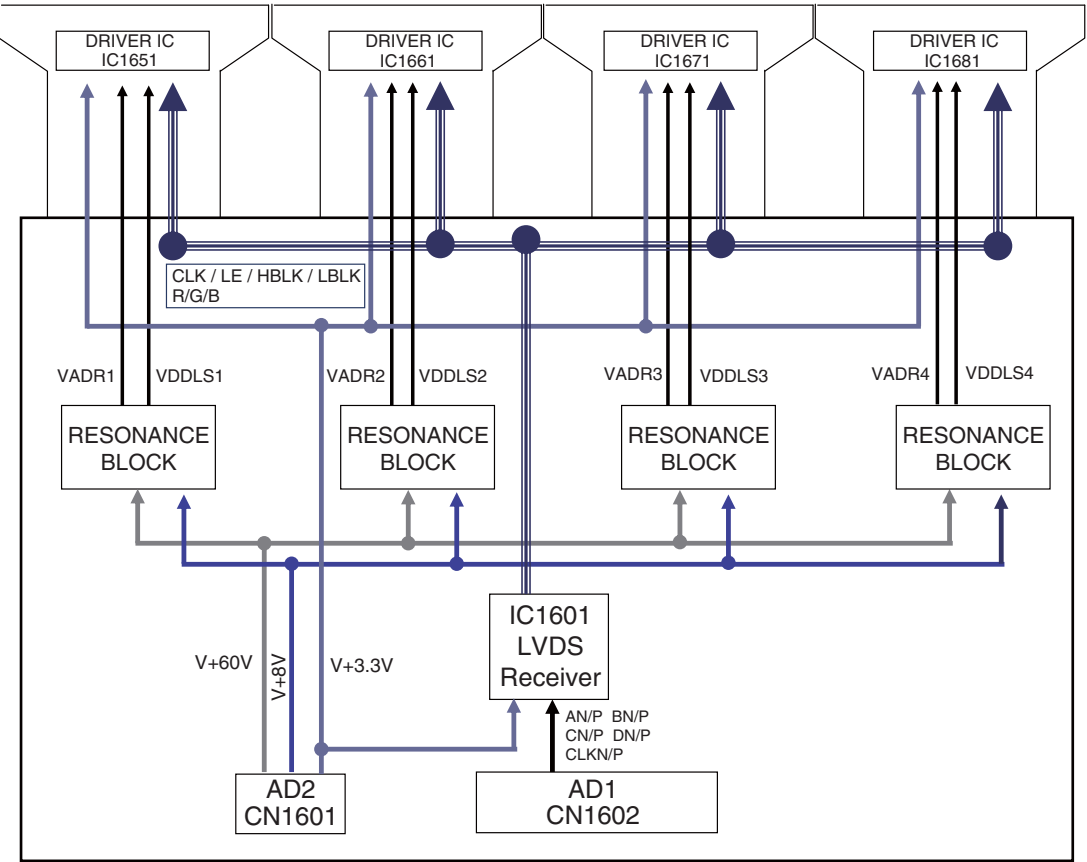 DRIVER IC
IC1651
DRIVER IC
IC1661
DRIVER IC
IC1671
DRIVER IC
IC1681
CLK / LE / HBLK / LBLK
R/G/B
VADR1
VDDLS1
VADR2
VDDLS2
VADR3
VDDLS3
VADR4
VDDLS4
RESONANCE
BLOCK
RESONANCE
BLOCK
RESONANCE
BLOCK
RESONANCE
BLOCK
V+60V
V+8V
V+3.3V
IC1601
LVDS
Receiver
AN/P BN/P
CN/P DN/P
CLKN/P
AD2
CN1601
AD1
CN1602